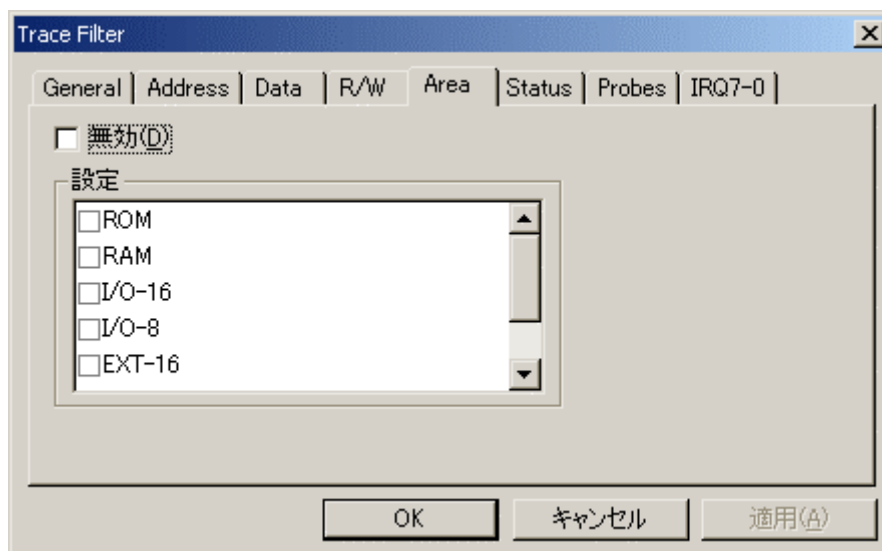 Trace Filter
General Address Data R/W Area Status Probes IRQ7-0
無効(D)
設定
ROM
RAM
I/O-16
I/O-8
EXT-16
OK キャンセル 適用(A)